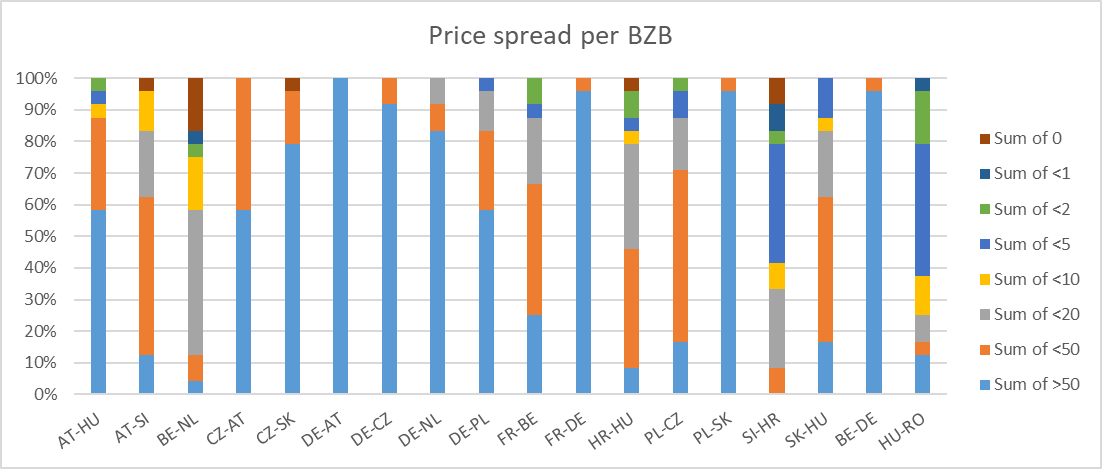 Price spread per BZB
100%
90%
80%
70%
60%
50%
40%
30%
20%
10%
0%
AT-HU
AT-SI
BE-NL
CZ-AT
CZ-SK
DE-AT
DE-CZ
DE-NL
DE-PL
FR-BE
FR-DE
HR-HU
PL-CZ
PL-SK
SI-HR
SK-HU
BE-DE
HU-RO
Sum of 0
Sum of <1
Sum of <2
Sum of <5
Sum of <10
Sum of <20
Sum of <50
Sum of >50